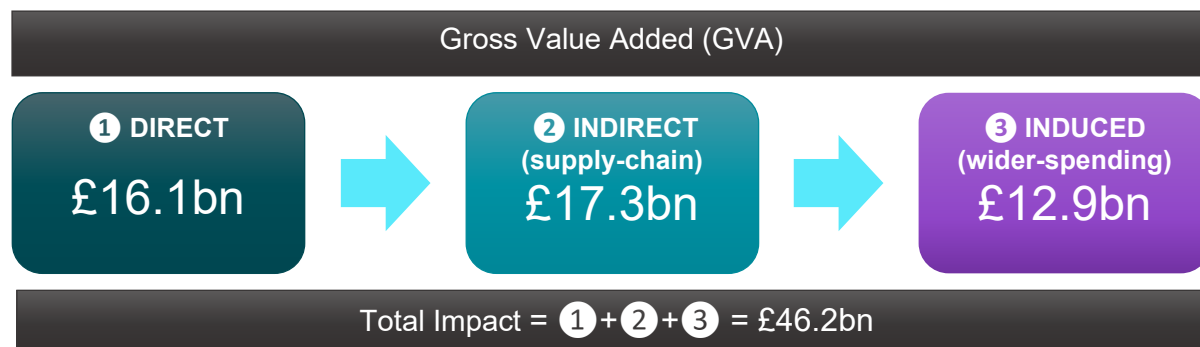 Gross Value Added (GVA)
❶ DIRECT
£16.1bn
❷ INDIRECT
(supply-chain)
£17.3bn
❸ INDUCED
(wider-spending)
£12.9bn
Total Impact = ❶+❷+❸ = £46.2bn